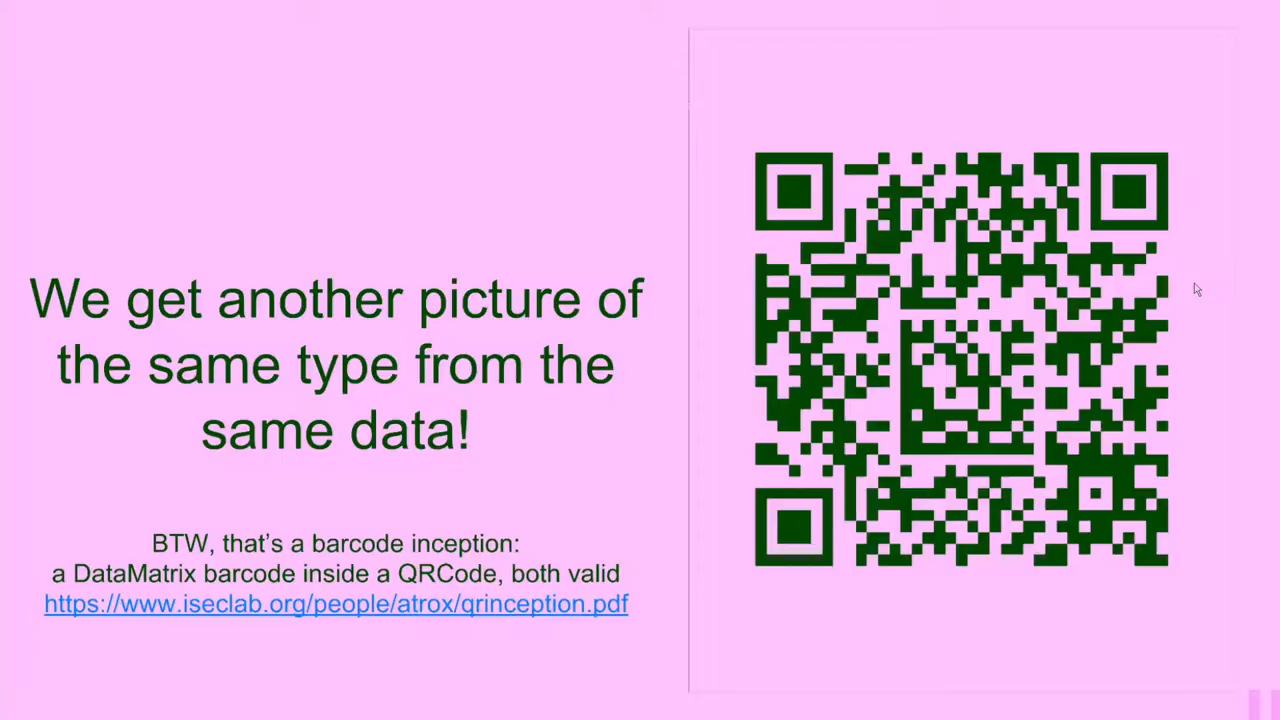 We get another picture of
the same type from the
same data!
BTW, that's a barcode inception:
a DataMatrix barcode inside a QRCode, both valid
https://www.iseclab.org/people/atrox/qrinception.pdf